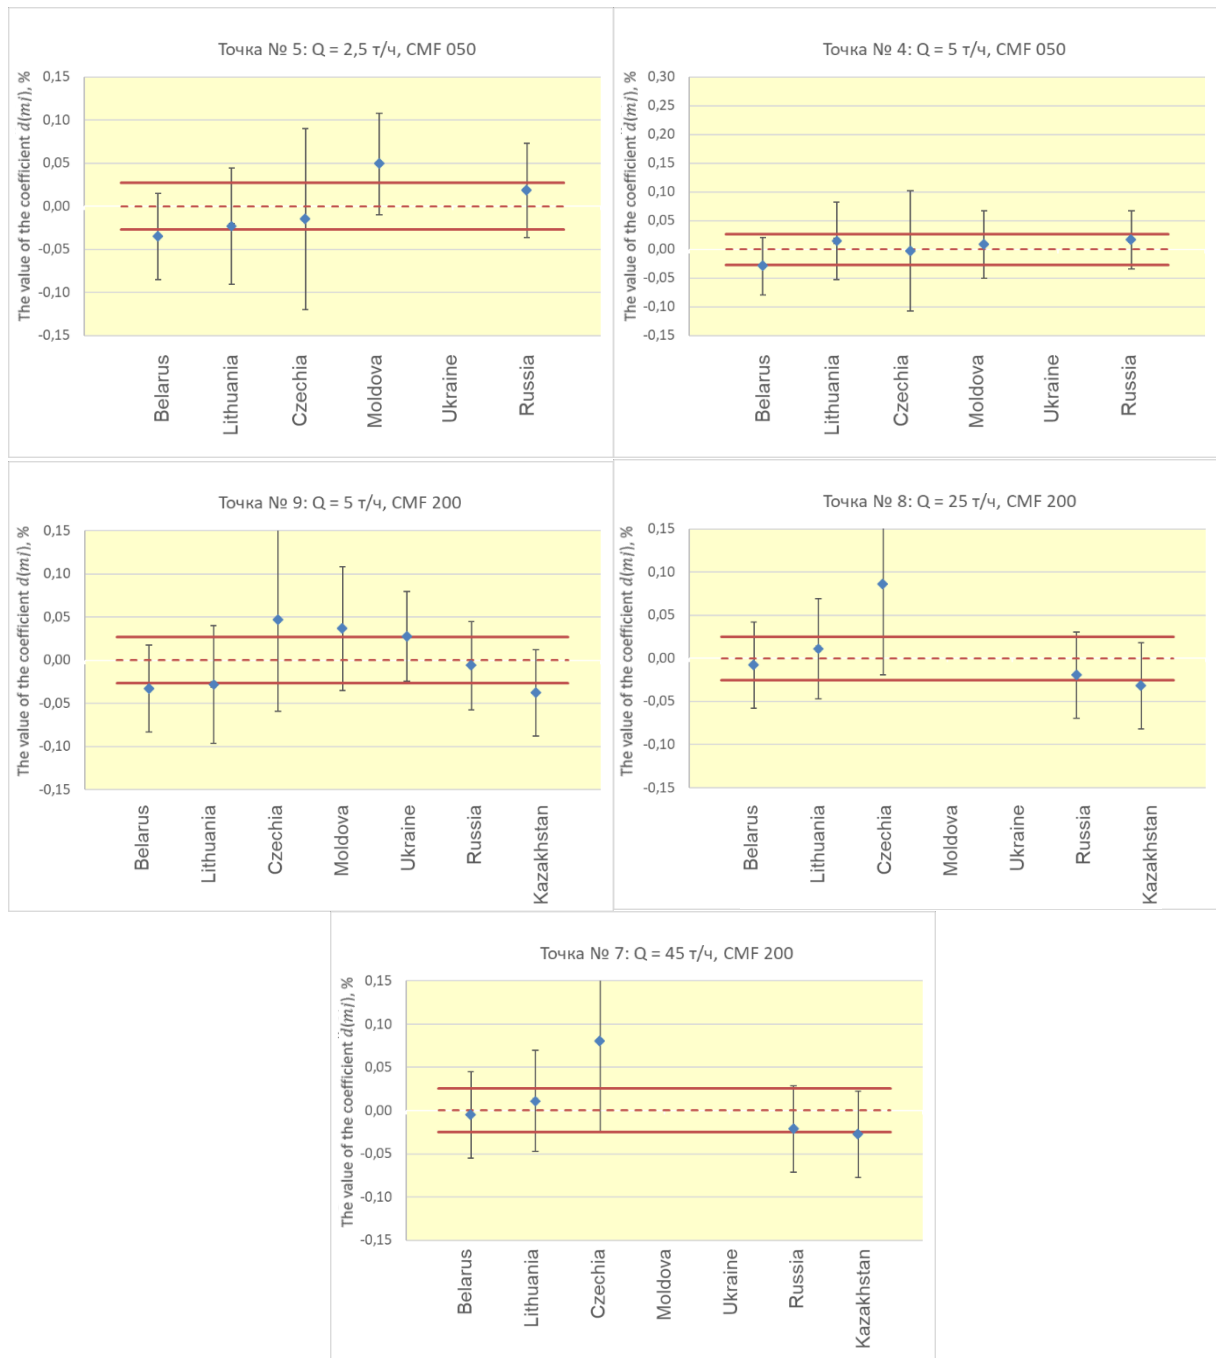 Точка № 5: Q = 2,5 т/ч, CMF 050
The value of the coefficient d(mi), %
0,15
0,10
0,05
0,00
-0,05
-0,10
-0,15
Belarus
Lithuania
Czechia
Moldova
Ukraine
Russia
Точка № 4: Q = 5 т/ч, CMF 050
The value of the coefficient d(mi), %
0,30
0,25
0,20
0,15
0,10
0,05
0,00
-0,05
-0,10
-0,15
Belarus
Lithuania
Czechia
Moldova
Ukraine
Russia
Точка № 9: Q = 5 т/ч, CMF 200
The value of the coefficient d(mi), %
0,15
0,10
0,05
0,00
-0,05
-0,10
-0,15
Belarus
Lithuania
Czechia
Moldova
Ukraine
Russia
Kazakhstan
Точка № 8: Q = 25 т/ч, CMF 200
The value of the coefficient d(mi), %
0,15
0,10
0,05
0,00
-0,05
-0,10
-0,15
Belarus
Lithuania
Czechia
Moldova
Ukraine
Russia
Kazakhstan
Точка № 7: Q = 45 т/ч, CMF 200
The value of the coefficient d(mi), %
0,15
0,10
0,05
0,00
-0,05
-0,10
-0,15
Belarus
Lithuania
Czechia
Moldova
Ukraine
Russia
Kazakhstan